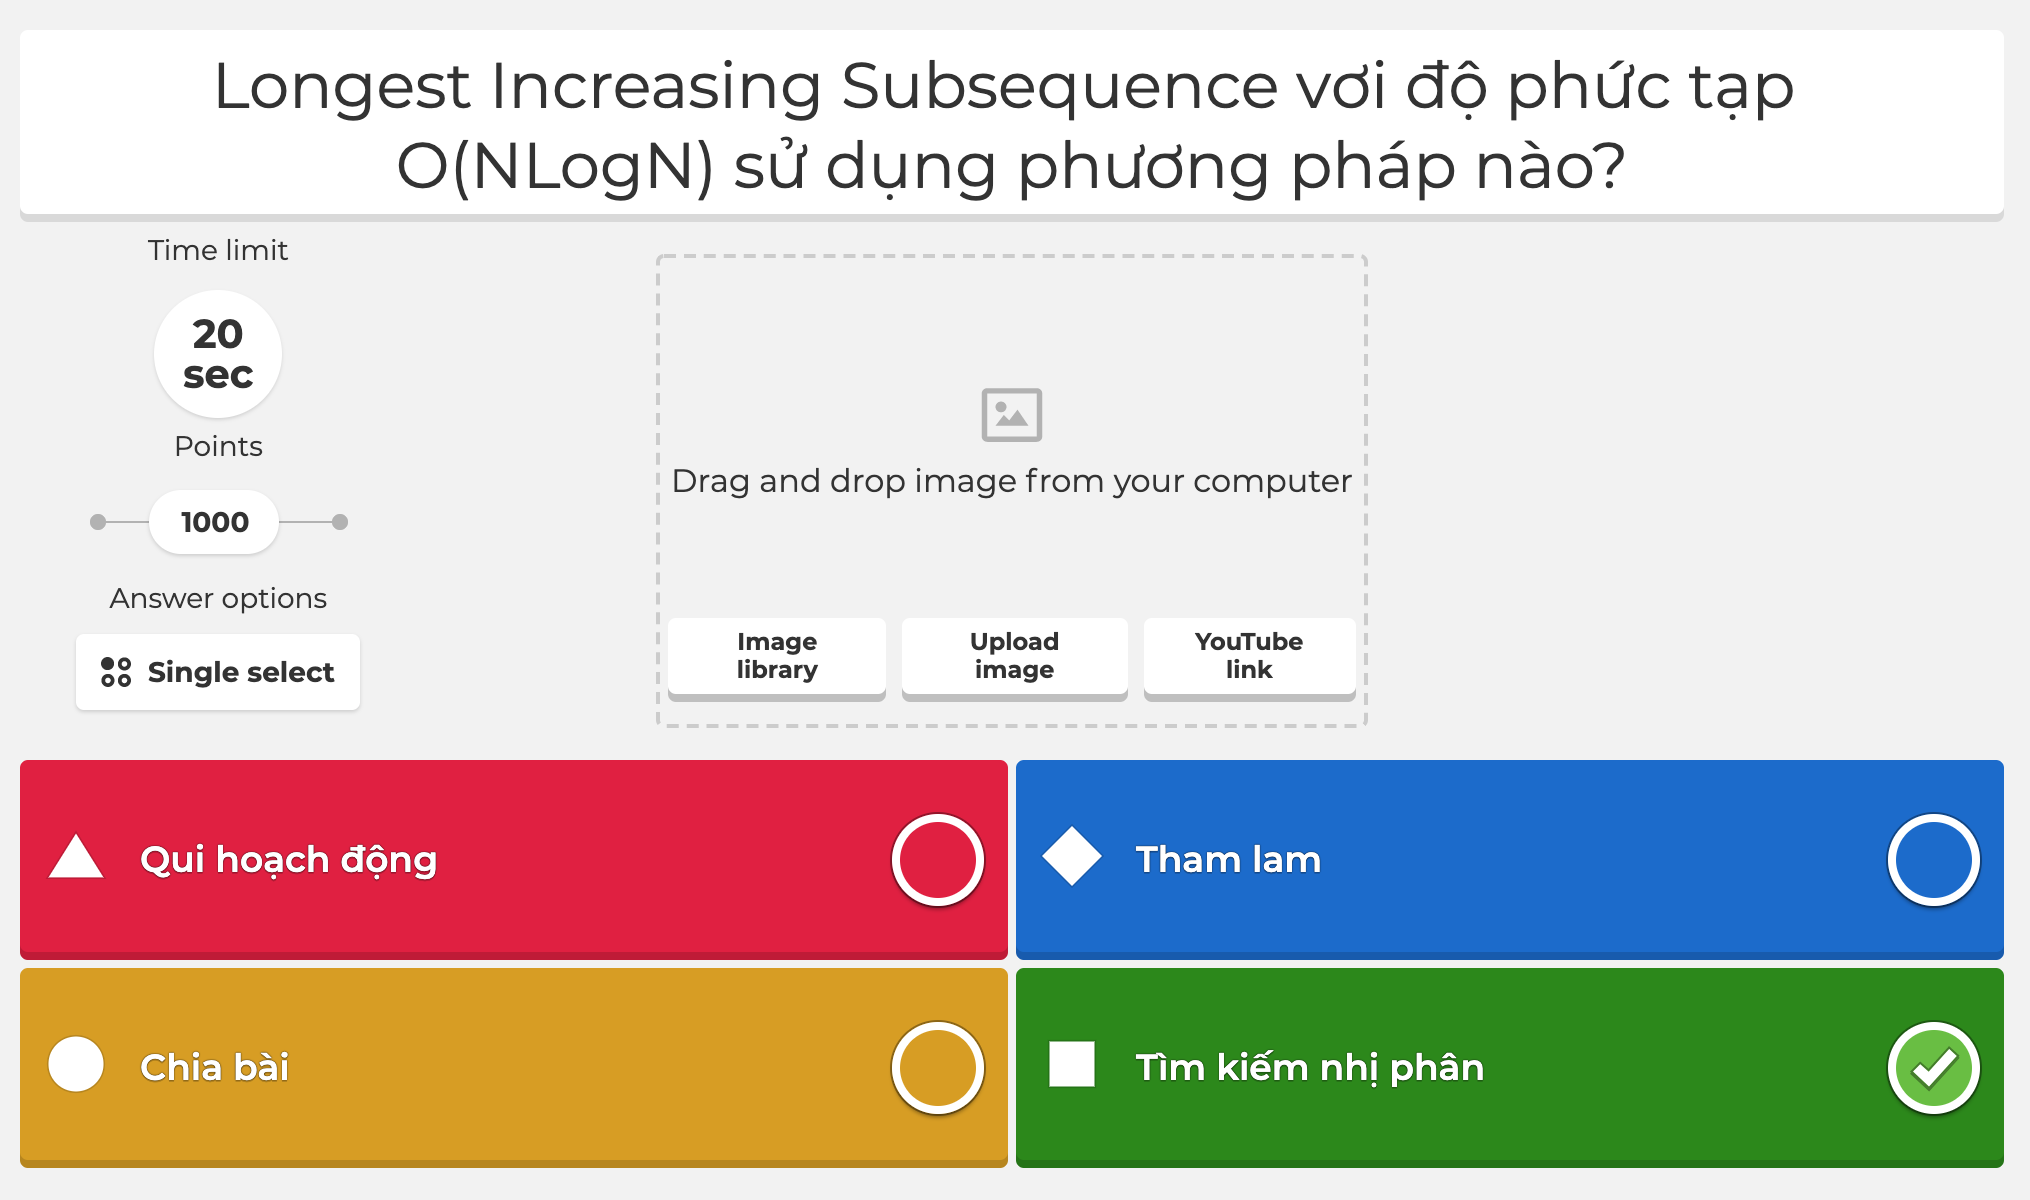 Longest Increasing Subsequence vơi độ phức tạp
O(NLogN) sử dụng phương pháp nào?
Time limit
20
sec
Points
1000
Answer options
Single select
Drag and drop image from your computer
Image
library
Upload
image
YouTube
link
Qui hoạch động
Tham lam
Chia bài
Tìm kiếm nhị phân